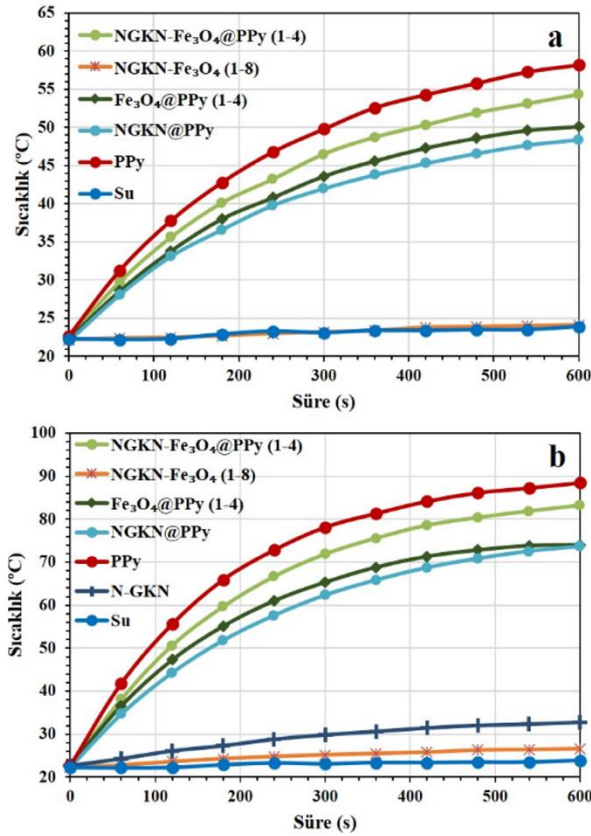 65
60
55
50
45
40
35
30
25
20
Sıcaklık (ºC)
NGKN-Fe₃O₄@PPy (1-4)
a
NGKN-Fe₃O₄ (1-8)
Fe₃O₄@PPy (1-4)
NGKN@PPy
PPy
Su
0 100 200 300 400 500 600
Süre (s)
100
90
80
70
60
50
40
30
20
Sıcaklık (ºC)
NGKN-Fe₃O₄@PPy (1-4)
b
NGKN-Fe₃O₄ (1-8)
Fe₃O₄@PPy (1-4)
NGKN@PPy
PPy
N-GKN
Su
0 100 200 300 400 500 600
Süre (s)